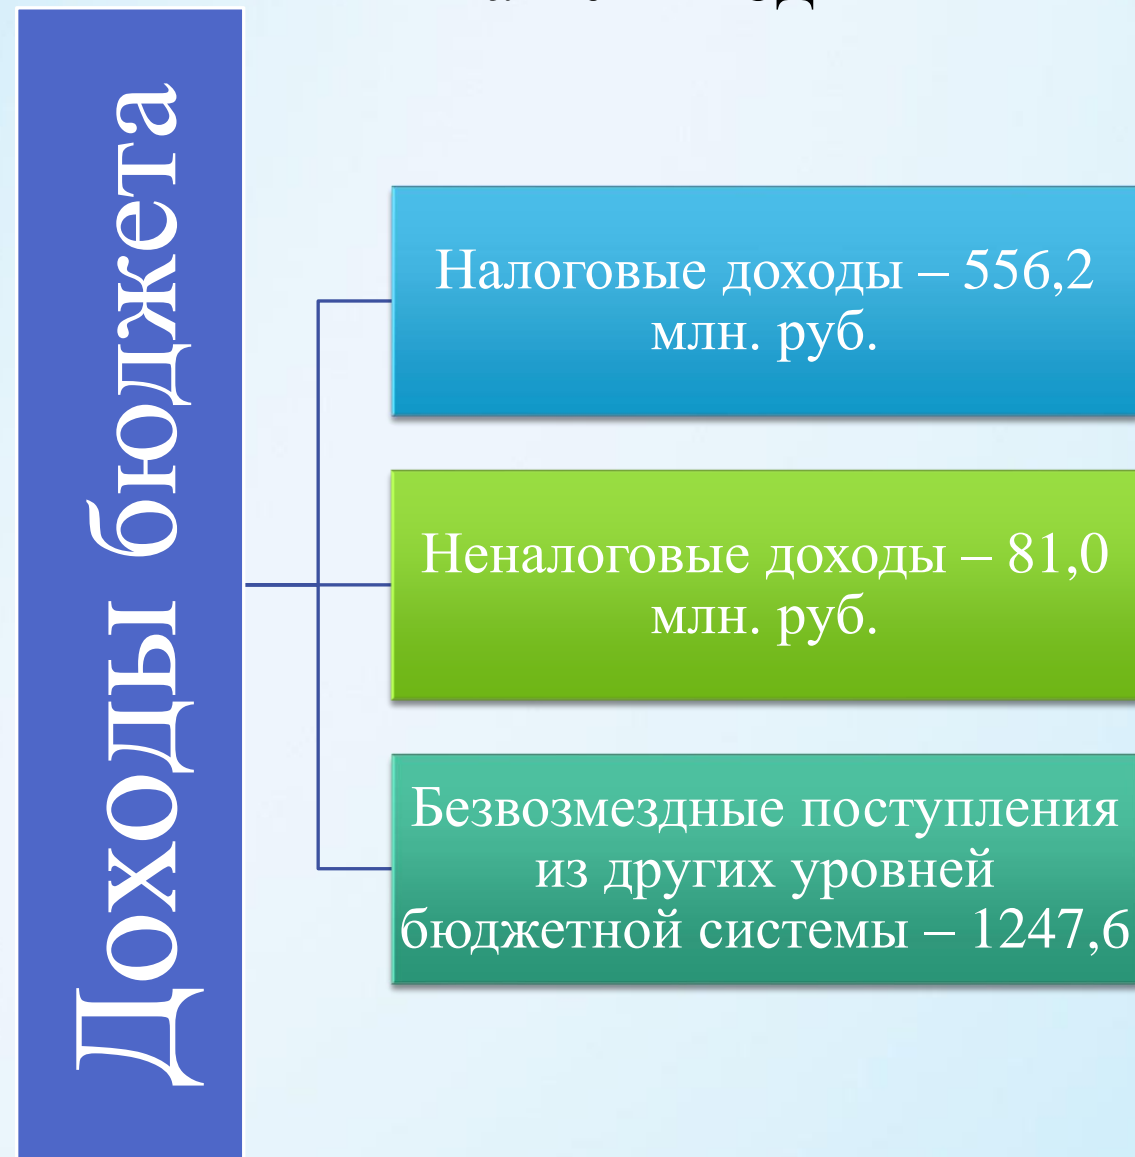 Доходы бюджета
Налоговые доходы – 556,2
млн. руб.
Неналоговые доходы – 81,0
млн. руб.
Безвозмездные поступления
из других уровней
бюджетной системы – 1247,6